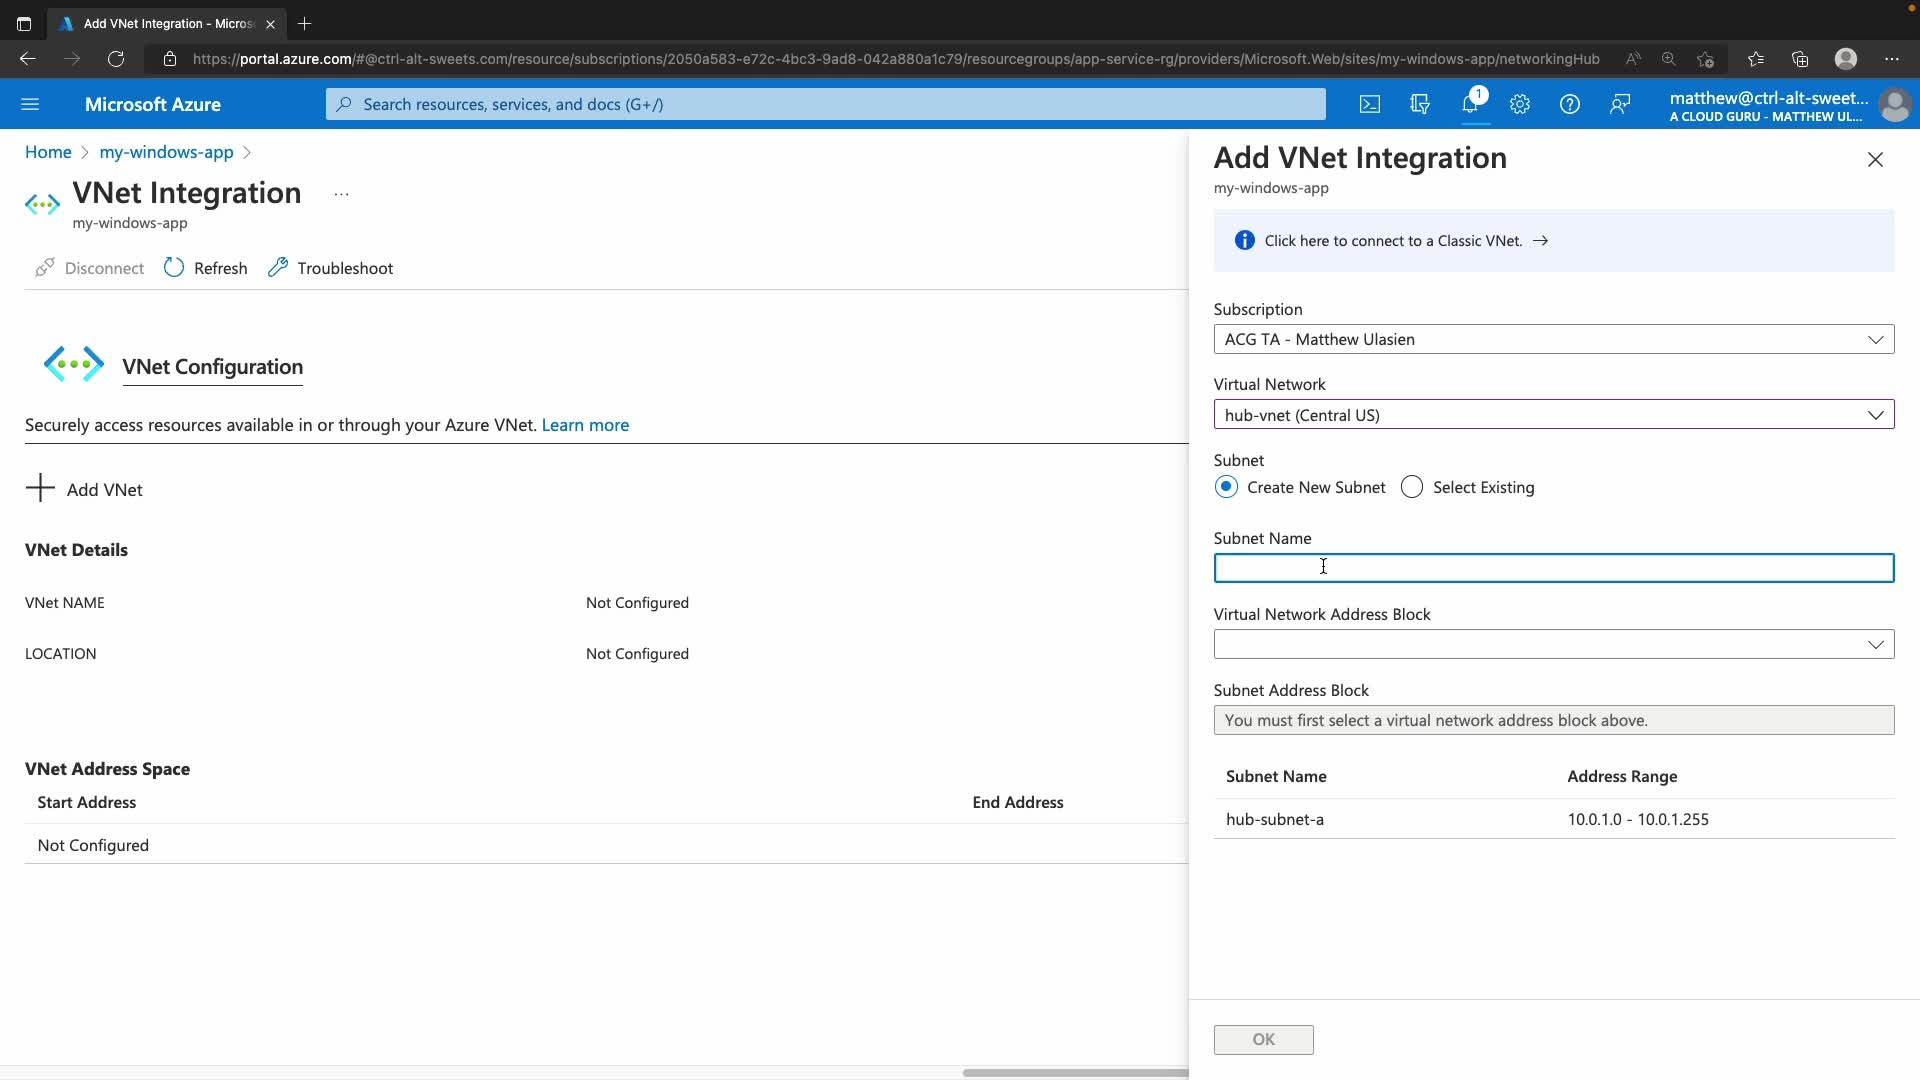 Add VNet Integration - Micros
https://portal.azure.com/#@ctrl-alt-sweets.com/resource/subscriptions/2050a583-e72c-4bc3-9ad8-042a880a1c79/resourcegroups/app-service-rg/providers/Microsoft.Web/sites/my-windows-app/networkingHub
Microsoft Azure
Search resources, services, and docs (G+/)
1
matthew@ctrl-alt-sweet...
A CLOUD GURU - MATTHEW UL...
Home > my-windows-app >
VNet Integration ...
my-windows-app
Disconnect Refresh Troubleshoot
VNet Configuration
Securely access resources available in or through your Azure VNet. Learn more
Add VNet
VNet Details
VNet NAME Not Configured
LOCATION Not Configured
VNet Address Space
Start Address End Address
Not Configured
Add VNet Integration
my-windows-app
Click here to connect to a Classic VNet. →
Subscription
ACG TA - Matthew Ulasien
Virtual Network
hub-vnet (Central US)
Subnet
Create New Subnet Select Existing
Subnet Name
Virtual Network Address Block
Subnet Address Block
You must first select a virtual network address block above.
Subnet Name Address Range
hub-subnet-a 10.0.1.0 - 10.0.1.255
OK